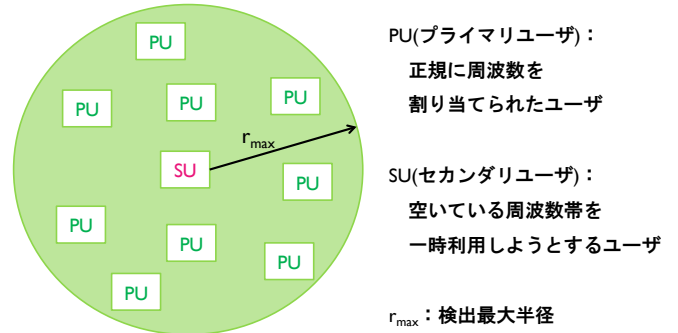 PU
PU
PU
PU
r_max
SU
PU
PU
PU
PU
PU
PU(プライマリユーザ):
正規に周波数を
割り当てられたユーザ
SU(セカンダリユーザ):
空いている周波数帯を
一時利用しようとするユーザ
r_max:検出最大半径